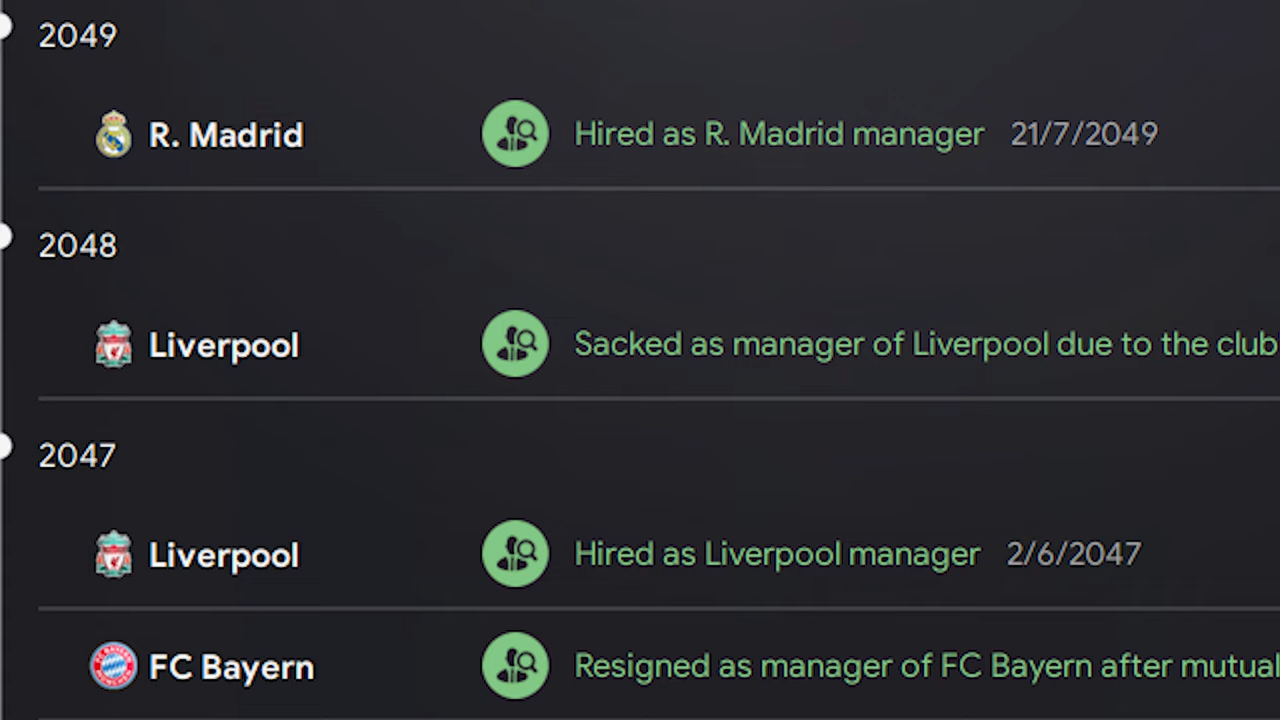 2049
R. Madrid Hired as R. Madrid manager 21/7/2049
2048
Liverpool Sacked as manager of Liverpool due to the club
2047
Liverpool Hired as Liverpool manager 2/6/2047
FC Bayern Resigned as manager of FC Bayern after mutual